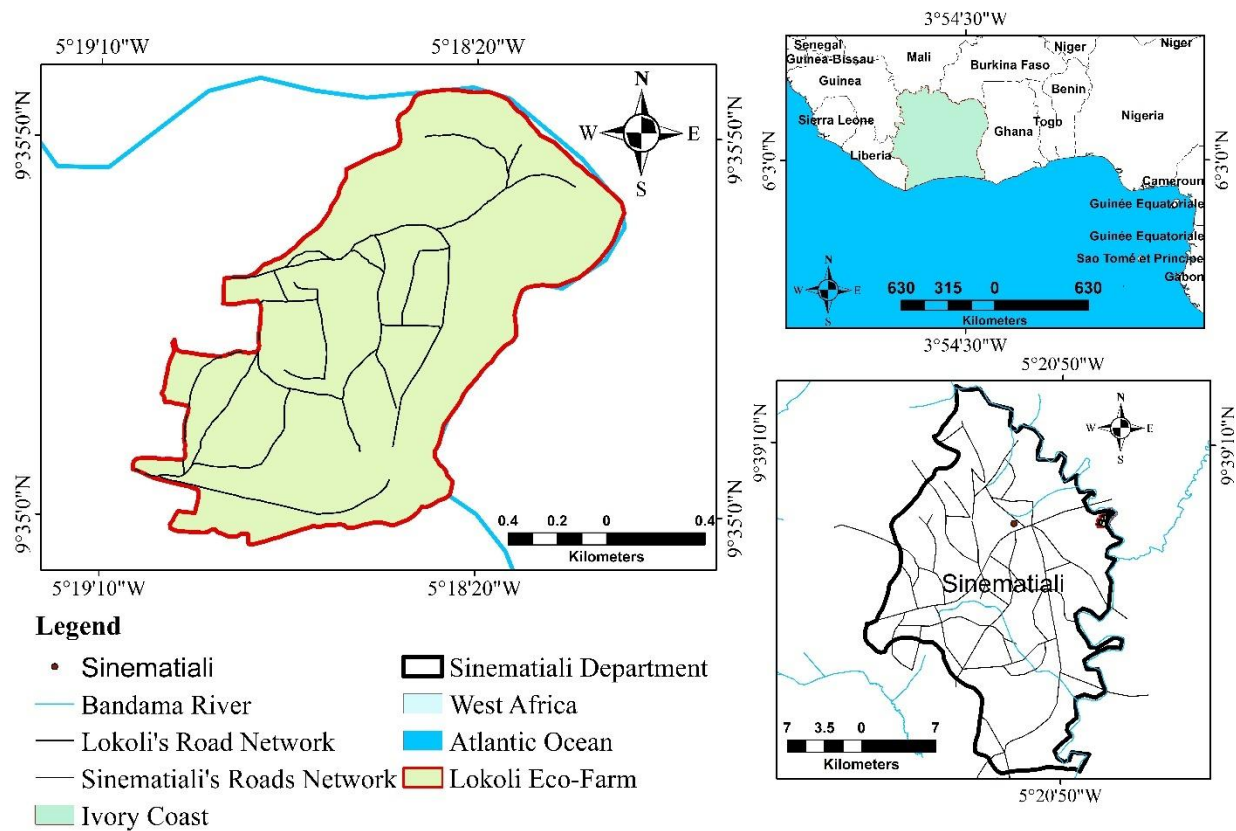 5°19'10"W 5°18'20"W
9°35'50"N
9°35'50"N
N
W E
S
9°35'0"N
9°35'0"N
0.4 0.2 0 0.4
Kilometers
5°19'10"W 5°18'20"W
3°54'30"W
Senegal Niger Niger
Guinea-Bissau Mali Burkina Faso
Guinea Benin
Sierra Leone Ghana Togo Nigeria
Liberia
6°3'0"N
6°3'0"N
Cameroun
Guinée Equatoriale
Guinée Equatoriale
Sao Tomé et Principe
Gabon
N
W E
S
630 315 0 630
Kilometers
3°54'30"W
5°20'50"W
9°39'10"N
9°39'10"N
N
W E
S
Sinematiali
7 3.5 0 7
Kilometers
5°20'50"W
Legend
Sinematiali
Bandama River
Lokoli's Road Network
Sinematiali's Roads Network
Ivory Coast
Sinematiali Department
West Africa
Atlantic Ocean
Lokoli Eco-Farm